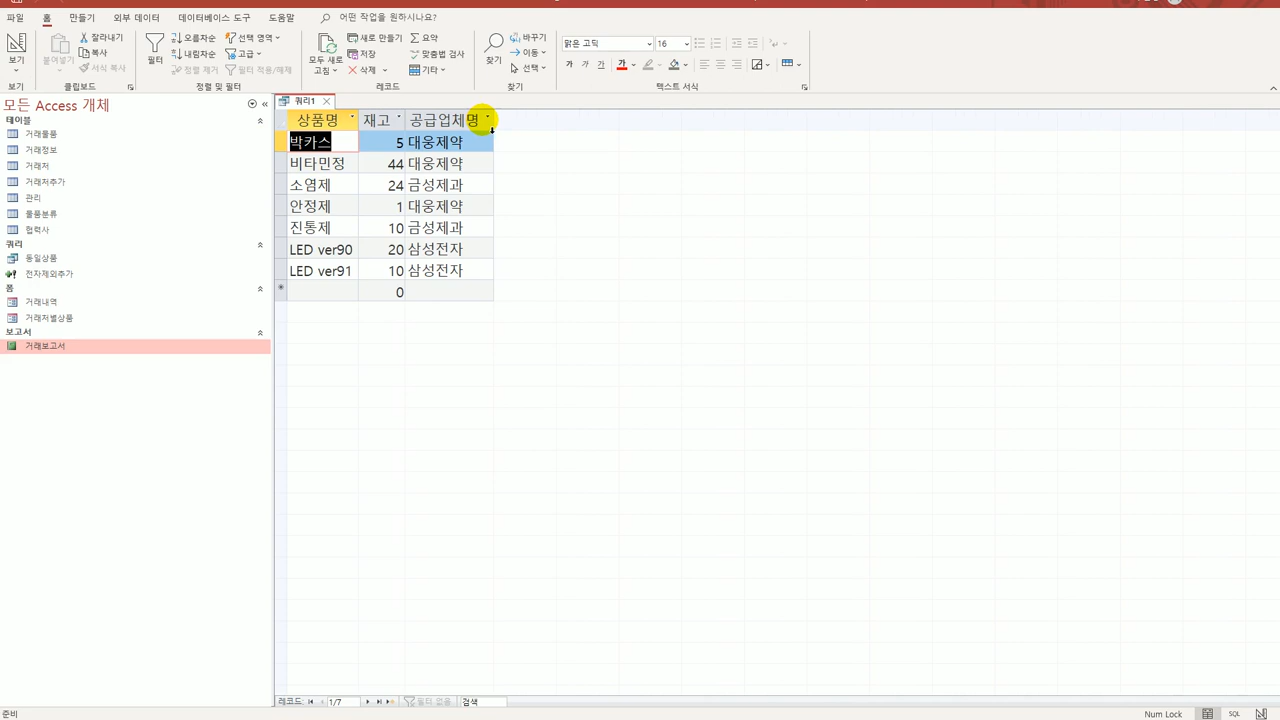 파일 홈 만들기 외부 데이터 데이터베이스 도구 도움말 어떤 작업을 원하시나요?
보기 붙여넣기 잘라내기 복사 서식 복사
필터 오름차순 내림차순 정렬 제거 선택 영역 고급 필터 적용/해제
모두 새로 고침 새로 만들기 저장 삭제 요약 맞춤법 검사 기타
찾기 바꾸기 이동 선택
맑은 고딕 16
가 가 가 가
보기 클립보드 정렬 및 필터 레코드 찾기 텍스트 서식
모든 Access 개체
테이블
거래물품
거래정보
거래처
거래처추가
관리
물품분류
협력사
쿼리
동일상품
전자제외추가
폼
거래내역
거래처별상품
보고서
거래보고서
쿼리1
상품명 재고 공급업체명
박카스 5 대웅제약
비타민정 44 대웅제약
소염제 24 금성제과
안정제 1 대웅제약
진통제 10 금성제과
LED ver90 20 삼성전자
LED ver91 10 삼성전자
* 0
레코드: 1/7 필터 없음 검색
준비 Num Lock SQL